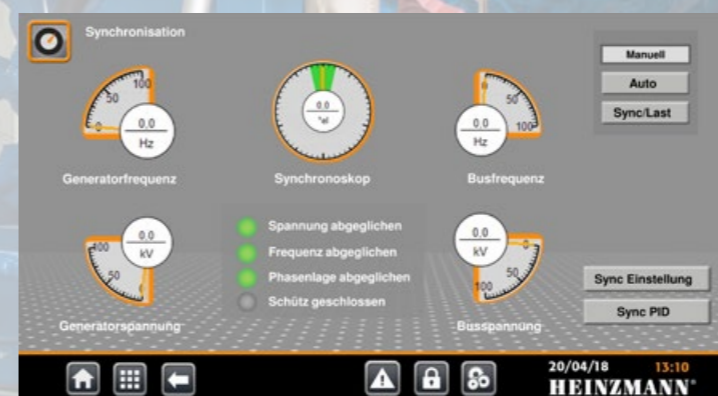 Synchronisation
Manuell
Auto
Sync/Last
100
50
0
0.0
Hz
Generatorfrequenz
0.0
°el
Synchronoskop
0
50
100
0.0
Hz
Busfrequenz
0.0
kV
100
50
0
Generatorspannung
Spannung abgeglichen
Frequenz abgeglichen
Phasenlage abgeglichen
Schütz geschlossen
0.0
kV
0
50
100
Busspannung
Sync Einstellung
Sync PID
20/04/18 13:10
HEINZMANN®